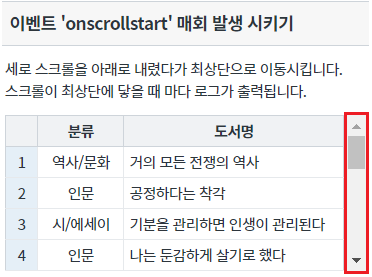 이벤트 'onscrollstart' 매회 발생 시키기
세로 스크롤을 아래로 내렸다가 최상단으로 이동시킵니다.
스크롤이 최상단에 닿을 때 마다 로그가 출력됩니다.
분류 도서명
1 역사/문화 거의 모든 전쟁의 역사
2 인문 공정하다는 착각
3 시/에세이 기분을 관리하면 인생이 관리된다
4 인문 나는 둔감하게 살기로 했다